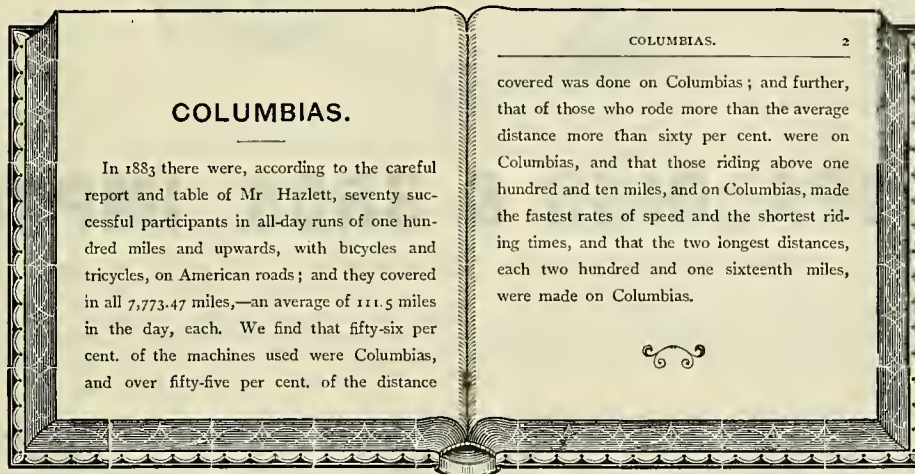 COLUMBIAS.
In 1883 there were, according to the careful
report and table of Mr Hazlett, seventy suc-
cessful participants in all-day runs of one hun-
dred miles and upwards, with bicycles and
tricycles, on American roads; and they covered
in all 7,773.47 miles,—an average of 111.5 miles
in the day, each. We find that fifty-six per
cent. of the machines used were Columbias,
and over fifty-five per cent. of the distance
COLUMBIAS. 2
covered was done on Columbias; and further,
that of those who rode more than the average
distance more than sixty per cent. were on
Columbias, and that those riding above one
hundred and ten miles, and on Columbias, made
the fastest rates of speed and the shortest rid-
ing times, and that the two longest distances,
each two hundred and one sixteenth miles,
were made on Columbias.